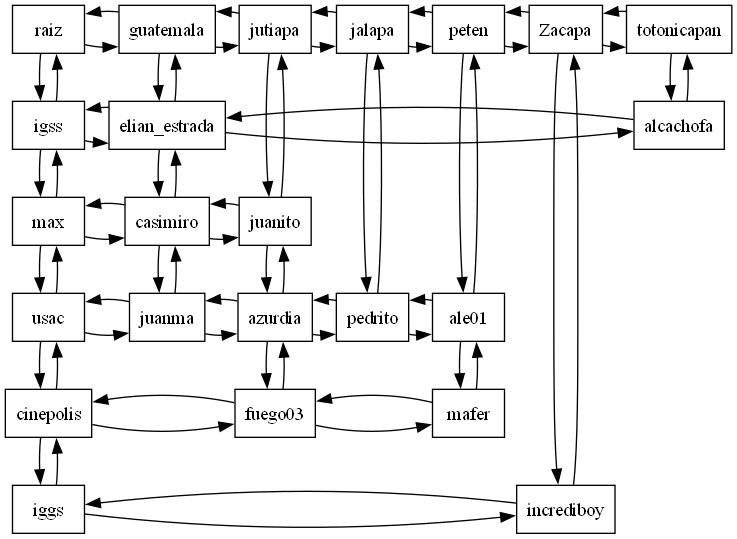 raiz guatemala jutiapa jalapa peten Zacapa totonicapan
igss elian_estrada alcachofa
max casimiro juanito
usac juanma azurdia pedrito ale01
cinepolis fuego03 mafer
iggs incrediboy